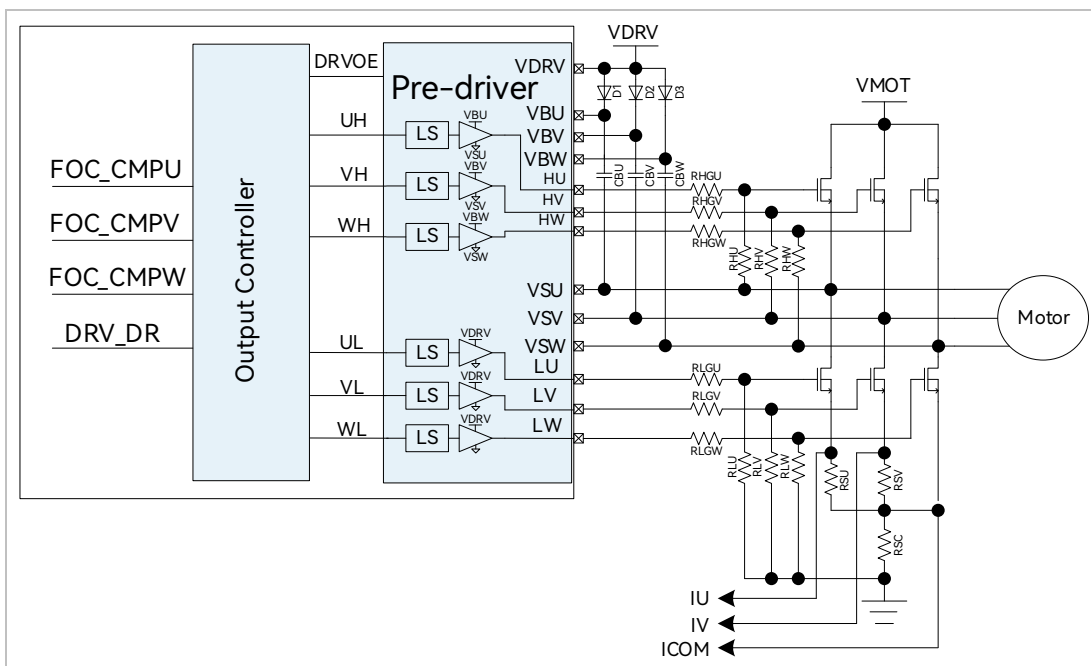 VDRV
DRVOE
VDRV
Pre-driver
D1
D2
D3
VMOT
VBU
VBV
VBW
UH
LS
VBU
VSU
CBU
CBV
CBW
HU
RHGU
FOC_CMPU
VH
LS
VBV
VSV
HV
RHGV
FOC_CMPV
WH
LS
VBW
VSW
HW
RHGW
RHU
RHV
RHW
FOC_CMPW
Output Controller
VSU
VSV
Motor
DRV_DR
VSW
UL
LS
VDRV
LU
RLGU
VL
LS
VDRV
LV
RLGV
WL
LS
VDRV
LW
RLGW
RLU
RLV
RLW
RSU
RSV
RSC
IU
IV
ICOM